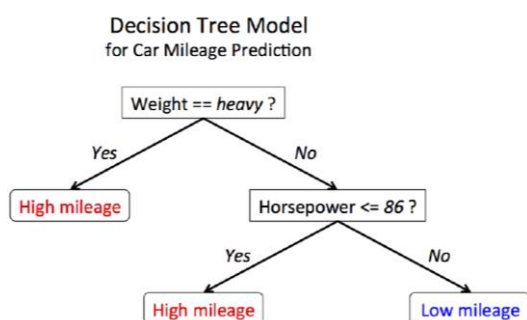 Decision Tree Model
for Car Mileage Prediction
Weight == heavy ?
Yes
No
High mileage
Horsepower <= 86 ?
Yes
No
High mileage
Low mileage